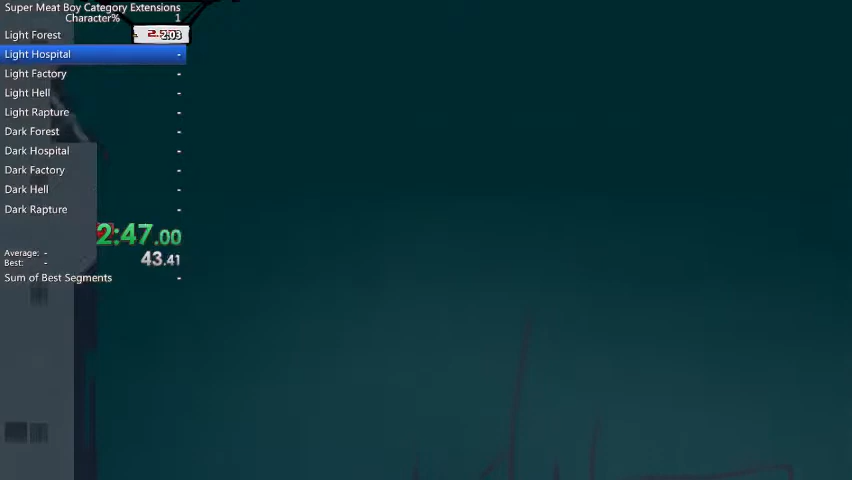 Super Meat Boy Category Extensions
Character% 1
Light Forest 2:03
Light Hospital -
Light Factory -
Light Hell -
Light Rapture -
Dark Forest -
Dark Hospital -
Dark Factory -
Dark Hell -
Dark Rapture -
2:47.00
Average: -
Best: -
43.41
Sum of Best Segments -